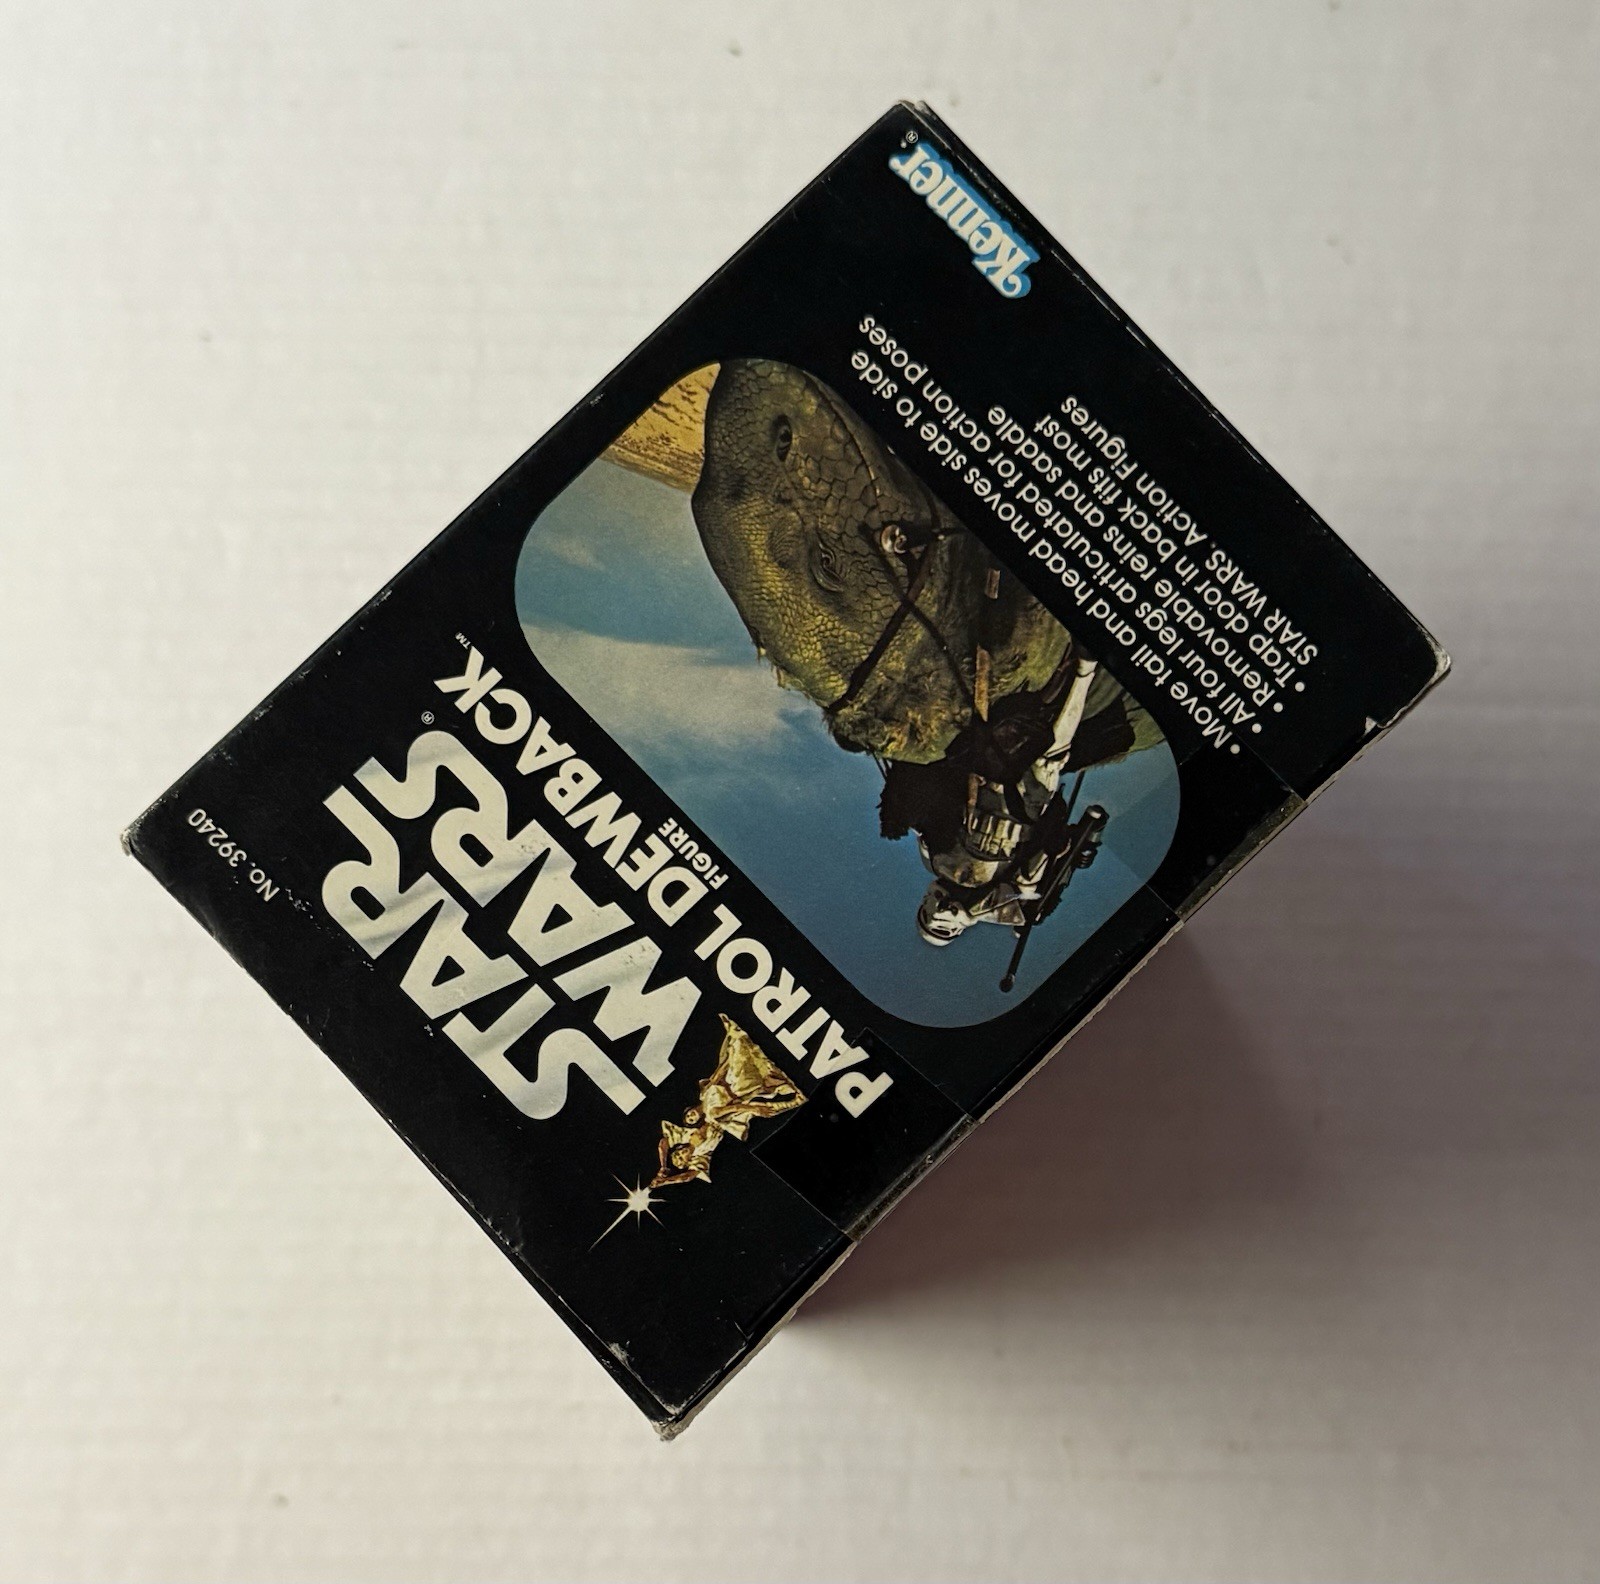 No. 39240
STAR
WARS®
PATROL DEWBACK™
FIGURE
• Move tail and head moves side to side
• All four legs articulated for action poses
• Removable reins and saddle
• Trap door in back fits most
STAR WARS. Action Figures
Kenner®